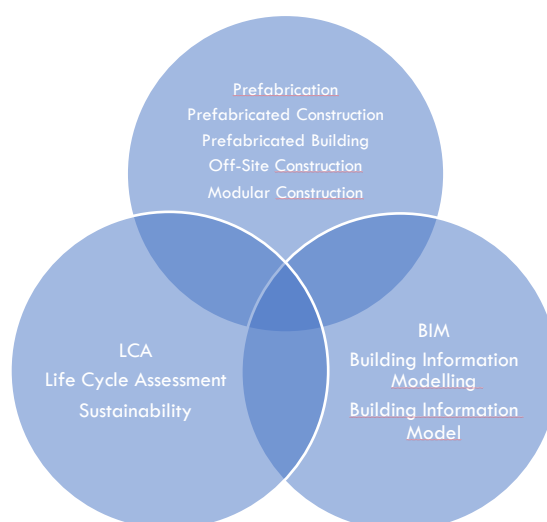 Prefabrication
Prefabricated Construction
Prefabricated Building
Off-Site Construction
Modular Construction
LCA
Life Cycle Assessment
Sustainability
BIM
Building Information
Modelling
Building Information
Model